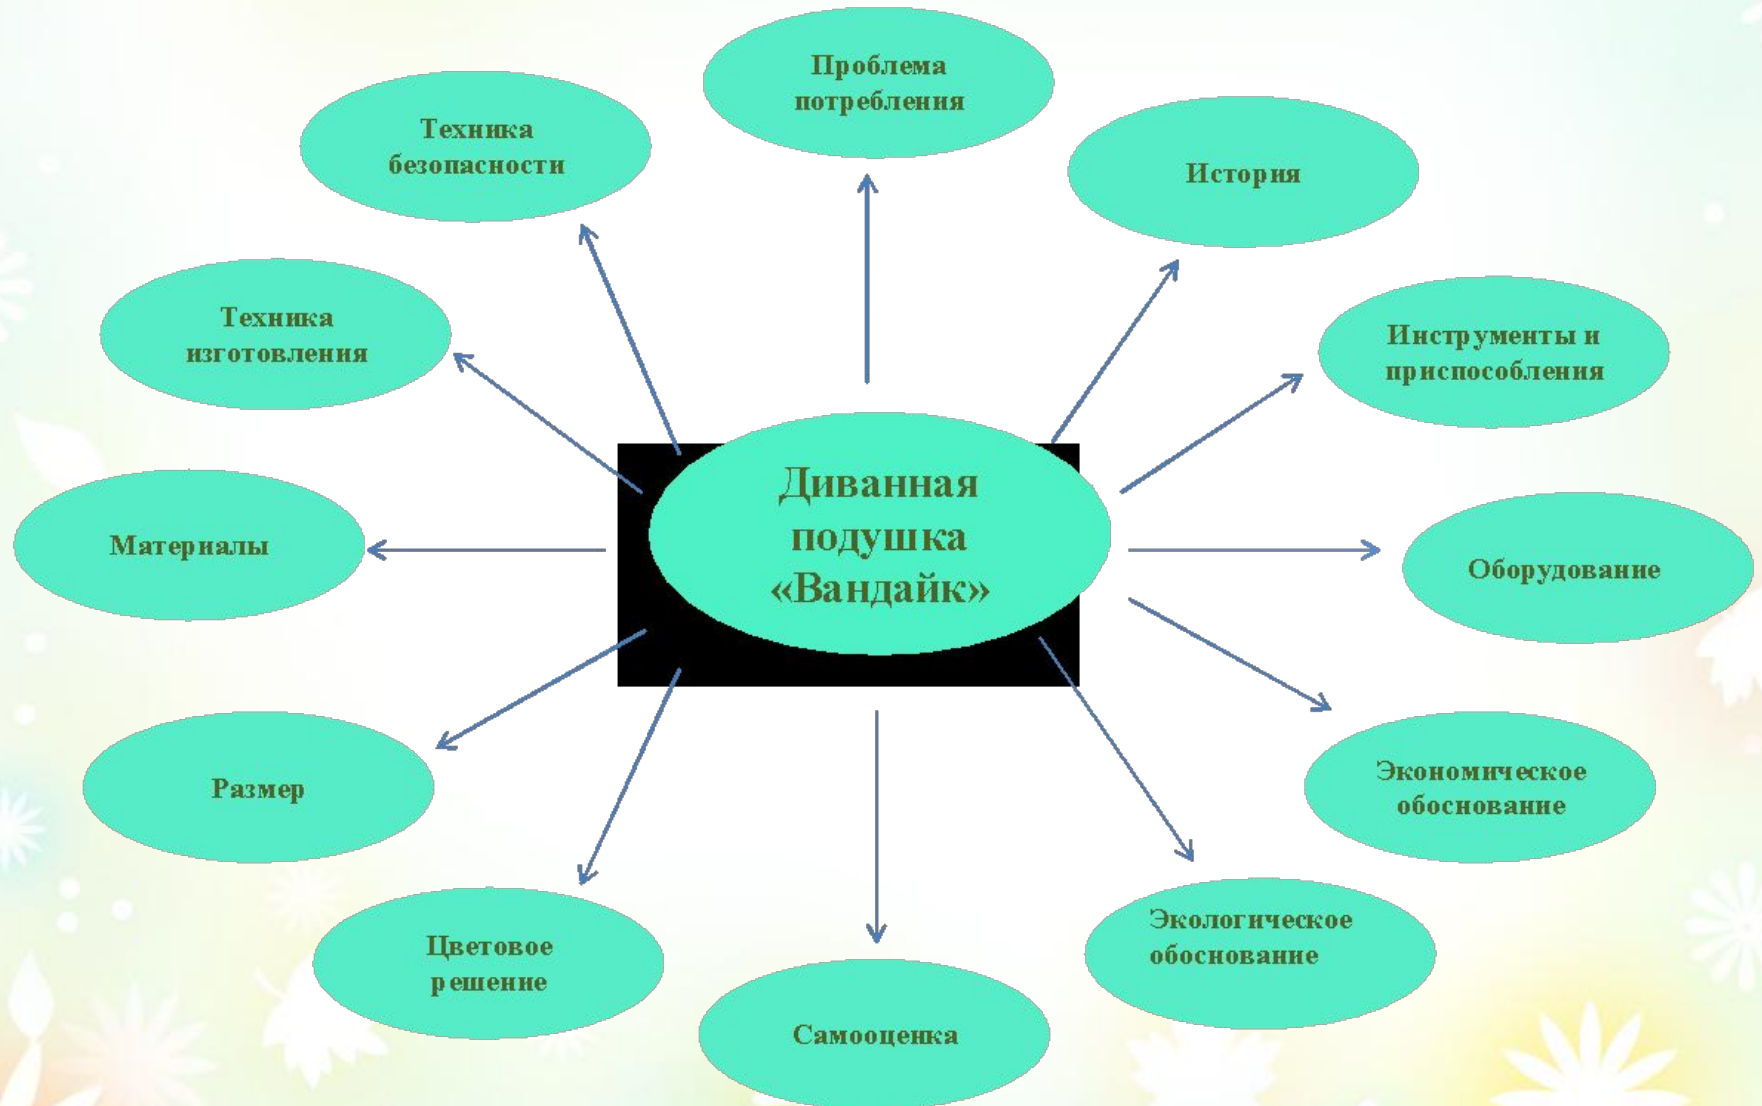 Проблема
потребления
Техника
безопасности
История
Техника
изготовления
Инструменты и
приспособления
Диванная
подушка
«Вандайк»
Материалы
Оборудование
Размер
Экономическое
обоснование
Цветовое
решение
Экологическое
обоснование
Самооценка